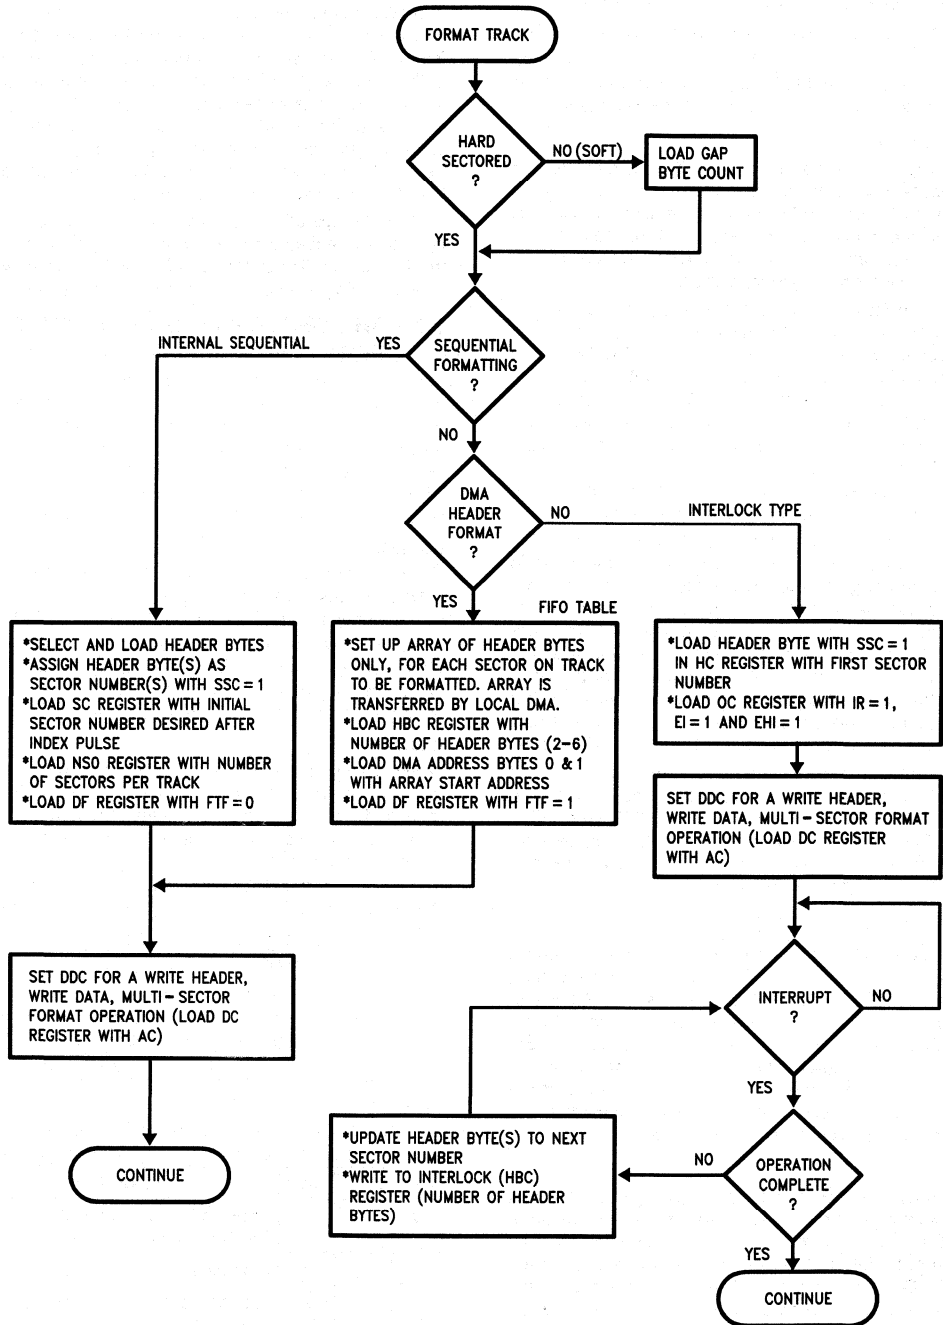 FORMAT TRACK
HARD
SECTORED
?
NO (SOFT)
LOAD GAP
BYTE COUNT
YES
INTERNAL SEQUENTIAL
YES
SEQUENTIAL
FORMATTING
?
NO
DMA
HEADER
FORMAT
?
NO
INTERLOCK TYPE
YES
FIFO TABLE
*SELECT AND LOAD HEADER BYTES
*ASSIGN HEADER BYTE(S) AS
SECTOR NUMBER(S) WITH SSC = 1
*LOAD SC REGISTER WITH INITIAL
SECTOR NUMBER DESIRED AFTER
INDEX PULSE
*LOAD NSO REGISTER WITH NUMBER
OF SECTORS PER TRACK
*LOAD DF REGISTER WITH FTF = 0
*SET UP ARRAY OF HEADER BYTES
ONLY, FOR EACH SECTOR ON TRACK
TO BE FORMATTED. ARRAY IS
TRANSFERRED BY LOCAL DMA.
*LOAD HBC REGISTER WITH
NUMBER OF HEADER BYTES (2-6)
*LOAD DMA ADDRESS BYTES 0 & 1
WITH ARRAY START ADDRESS
*LOAD DF REGISTER WITH FTF = 1
*LOAD HEADER BYTE WITH SSC = 1
IN HC REGISTER WITH FIRST SECTOR
NUMBER
*LOAD OC REGISTER WITH IR = 1,
EI = 1 AND EHI = 1
SET DDC FOR A WRITE HEADER,
WRITE DATA, MULTI-SECTOR FORMAT
OPERATION (LOAD DC REGISTER
WITH AC)
SET DDC FOR A WRITE HEADER,
WRITE DATA, MULTI-SECTOR
FORMAT OPERATION (LOAD DC
REGISTER WITH AC)
INTERRUPT
?
NO
YES
*UPDATE HEADER BYTE(S) TO NEXT
SECTOR NUMBER
*WRITE TO INTERLOCK (HBC)
REGISTER (NUMBER OF HEADER
BYTES)
NO
OPERATION
COMPLETE
?
CONTINUE
YES
CONTINUE